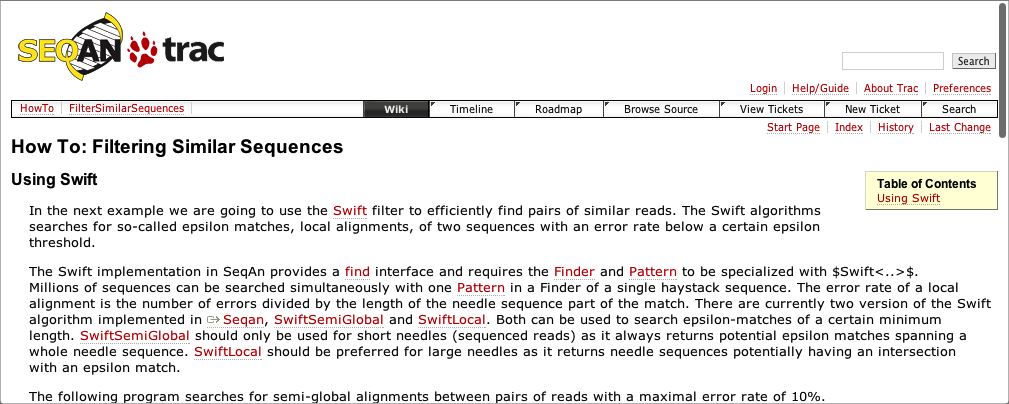 SEQAN trac
Search
Login Help/Guide About Trac Preferences
HowTo FilterSimilarSequences Wiki Timeline Roadmap Browse Source View Tickets New Ticket Search
Start Page Index History Last Change
How To: Filtering Similar Sequences
Using Swift
Table of Contents
Using Swift
In the next example we are going to use the Swift filter to efficiently find pairs of similar reads. The Swift algorithms
searches for so-called epsilon matches, local alignments, of two sequences with an error rate below a certain epsilon
threshold.
The Swift implementation in SeqAn provides a find interface and requires the Finder and Pattern to be specialized with $Swift<..>$.
Millions of sequences can be searched simultaneously with one Pattern in a Finder of a single haystack sequence. The error rate of a local
alignment is the number of errors divided by the length of the needle sequence part of the match. There are currently two version of the Swift
algorithm implemented in Seqan, SwiftSemiGlobal and SwiftLocal. Both can be used to search epsilon-matches of a certain minimum
length. SwiftSemiGlobal should only be used for short needles (sequenced reads) as it always returns potential epsilon matches spanning a
whole needle sequence. SwiftLocal should be preferred for large needles as it returns needle sequences potentially having an intersection
with an epsilon match.
The following program searches for semi-global alignments between pairs of reads with a maximal error rate of 10%.